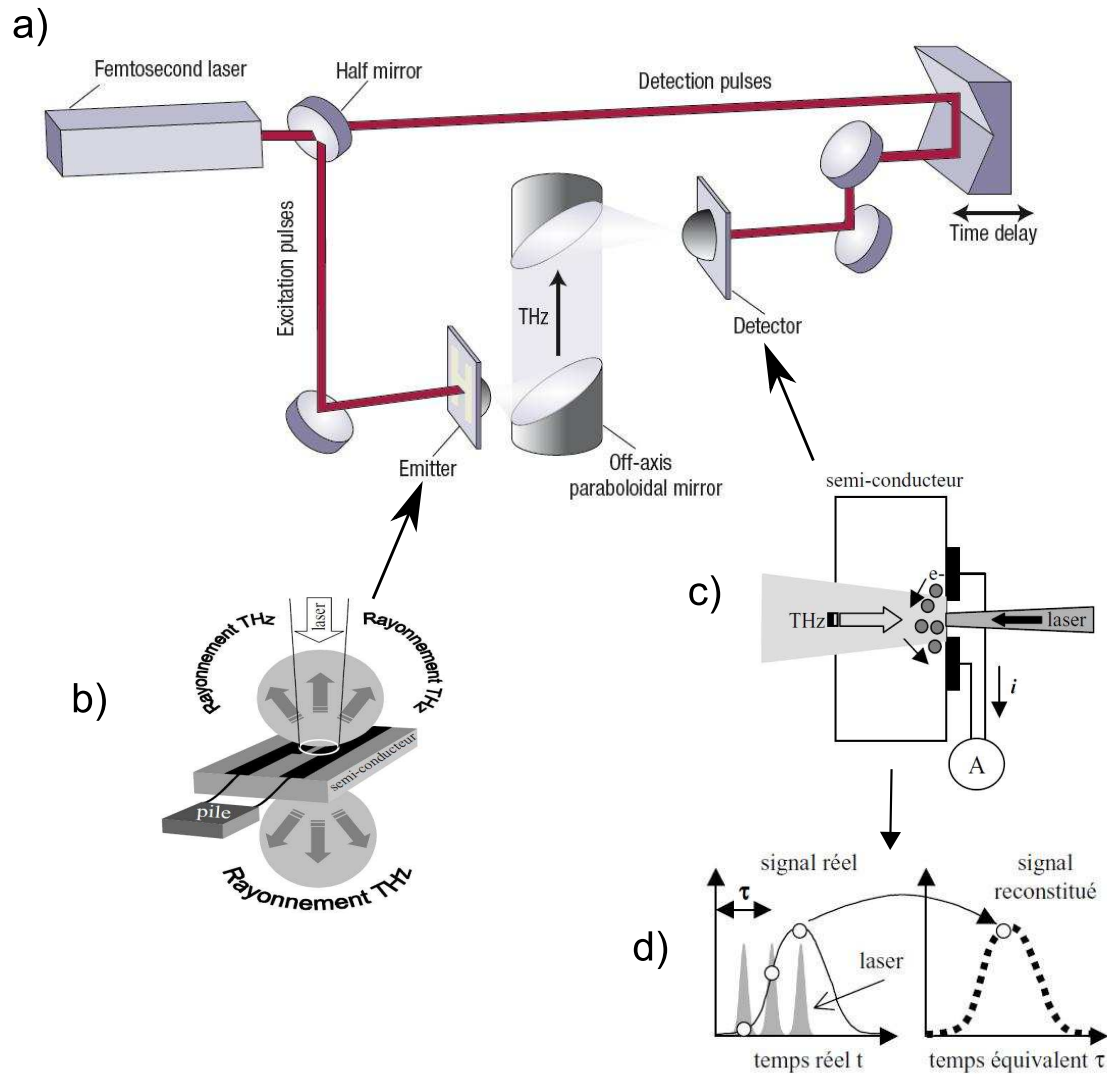 a)
Femtosecond laser
Half mirror
Detection pulses
Excitation pulses
THz
Time delay
Detector
Emitter
Off-axis
paraboloidal mirror
b)
Rayonnement THz
laser
Rayonnement THz
semi-conducteur
pile
Rayonnement THz
c)
semi-conducteur
e-
THz
laser
i
A
d)
signal réel
τ
laser
temps réel t
signal
reconstitué
temps équivalent τ